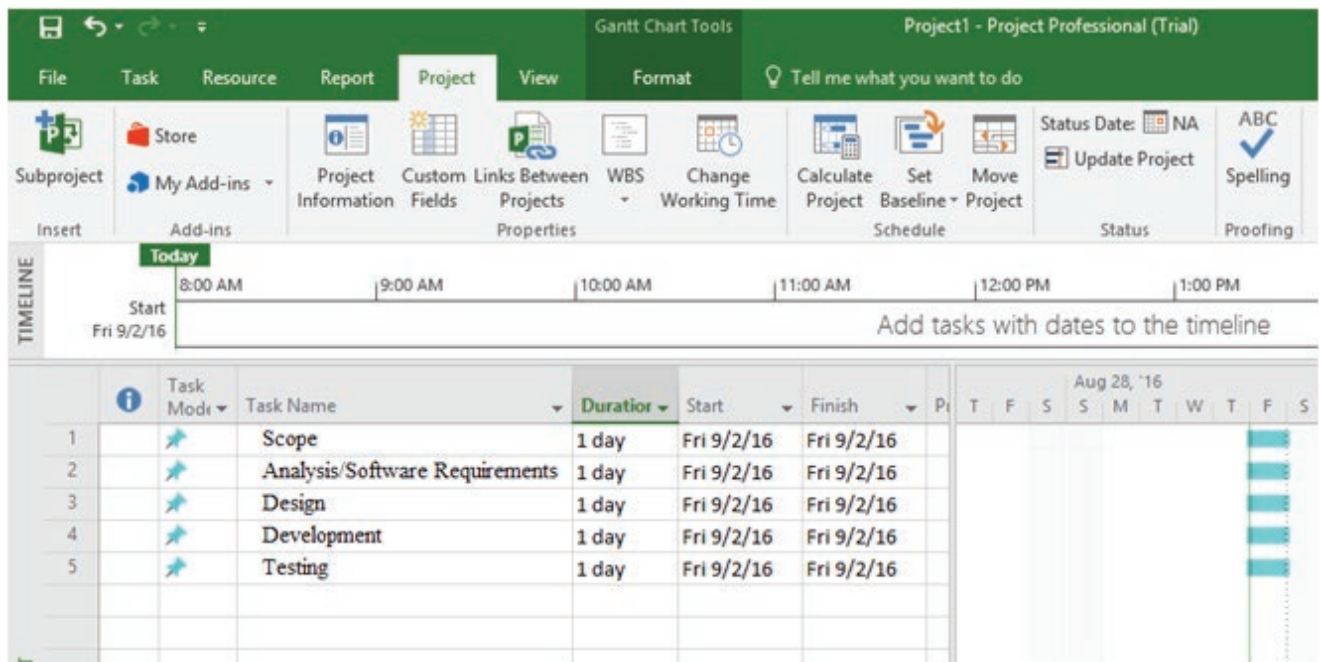 Gantt Chart Tools Project1 - Project Professional (Trial)
File Task Resource Report Project View Format Tell me what you want to do
Subproject Store My Add-ins Project Information Custom Fields Links Between Projects WBS Change Working Time Calculate Project Set Baseline Move Project Status Date: NA Update Project ABC Spelling
Insert Add-ins Properties Schedule Status Proofing
TIMELINE
Today
8:00 AM 9:00 AM 10:00 AM 11:00 AM 12:00 PM 1:00 PM
Start
Fri 9/2/16
Add tasks with dates to the timeline
Task Mode Task Name Duration Start Finish Aug 28, '16
T F S S M T W T F S
1 Scope 1 day Fri 9/2/16 Fri 9/2/16
2 Analysis/Software Requirements 1 day Fri 9/2/16 Fri 9/2/16
3 Design 1 day Fri 9/2/16 Fri 9/2/16
4 Development 1 day Fri 9/2/16 Fri 9/2/16
5 Testing 1 day Fri 9/2/16 Fri 9/2/16